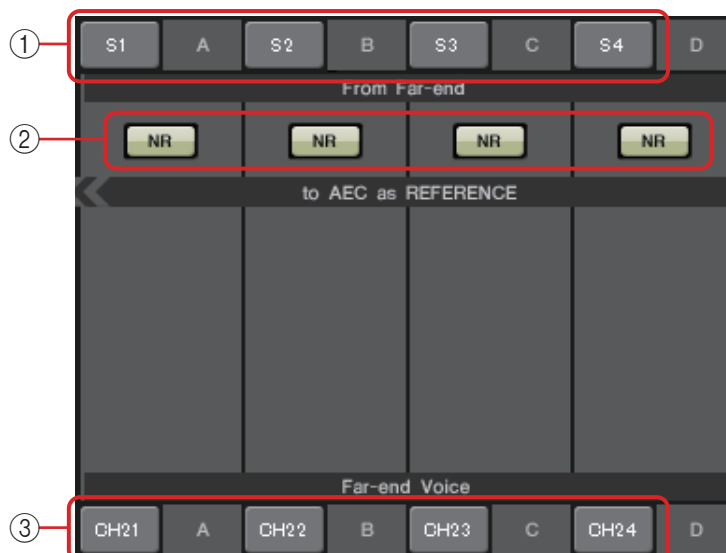 ① S1 A S2 B S3 C S4 D
From Far-end
② NR NR NR NR
to AEC as REFERENCE
Far-end Voice
③ CH21 A CH22 B CH23 C CH24 D